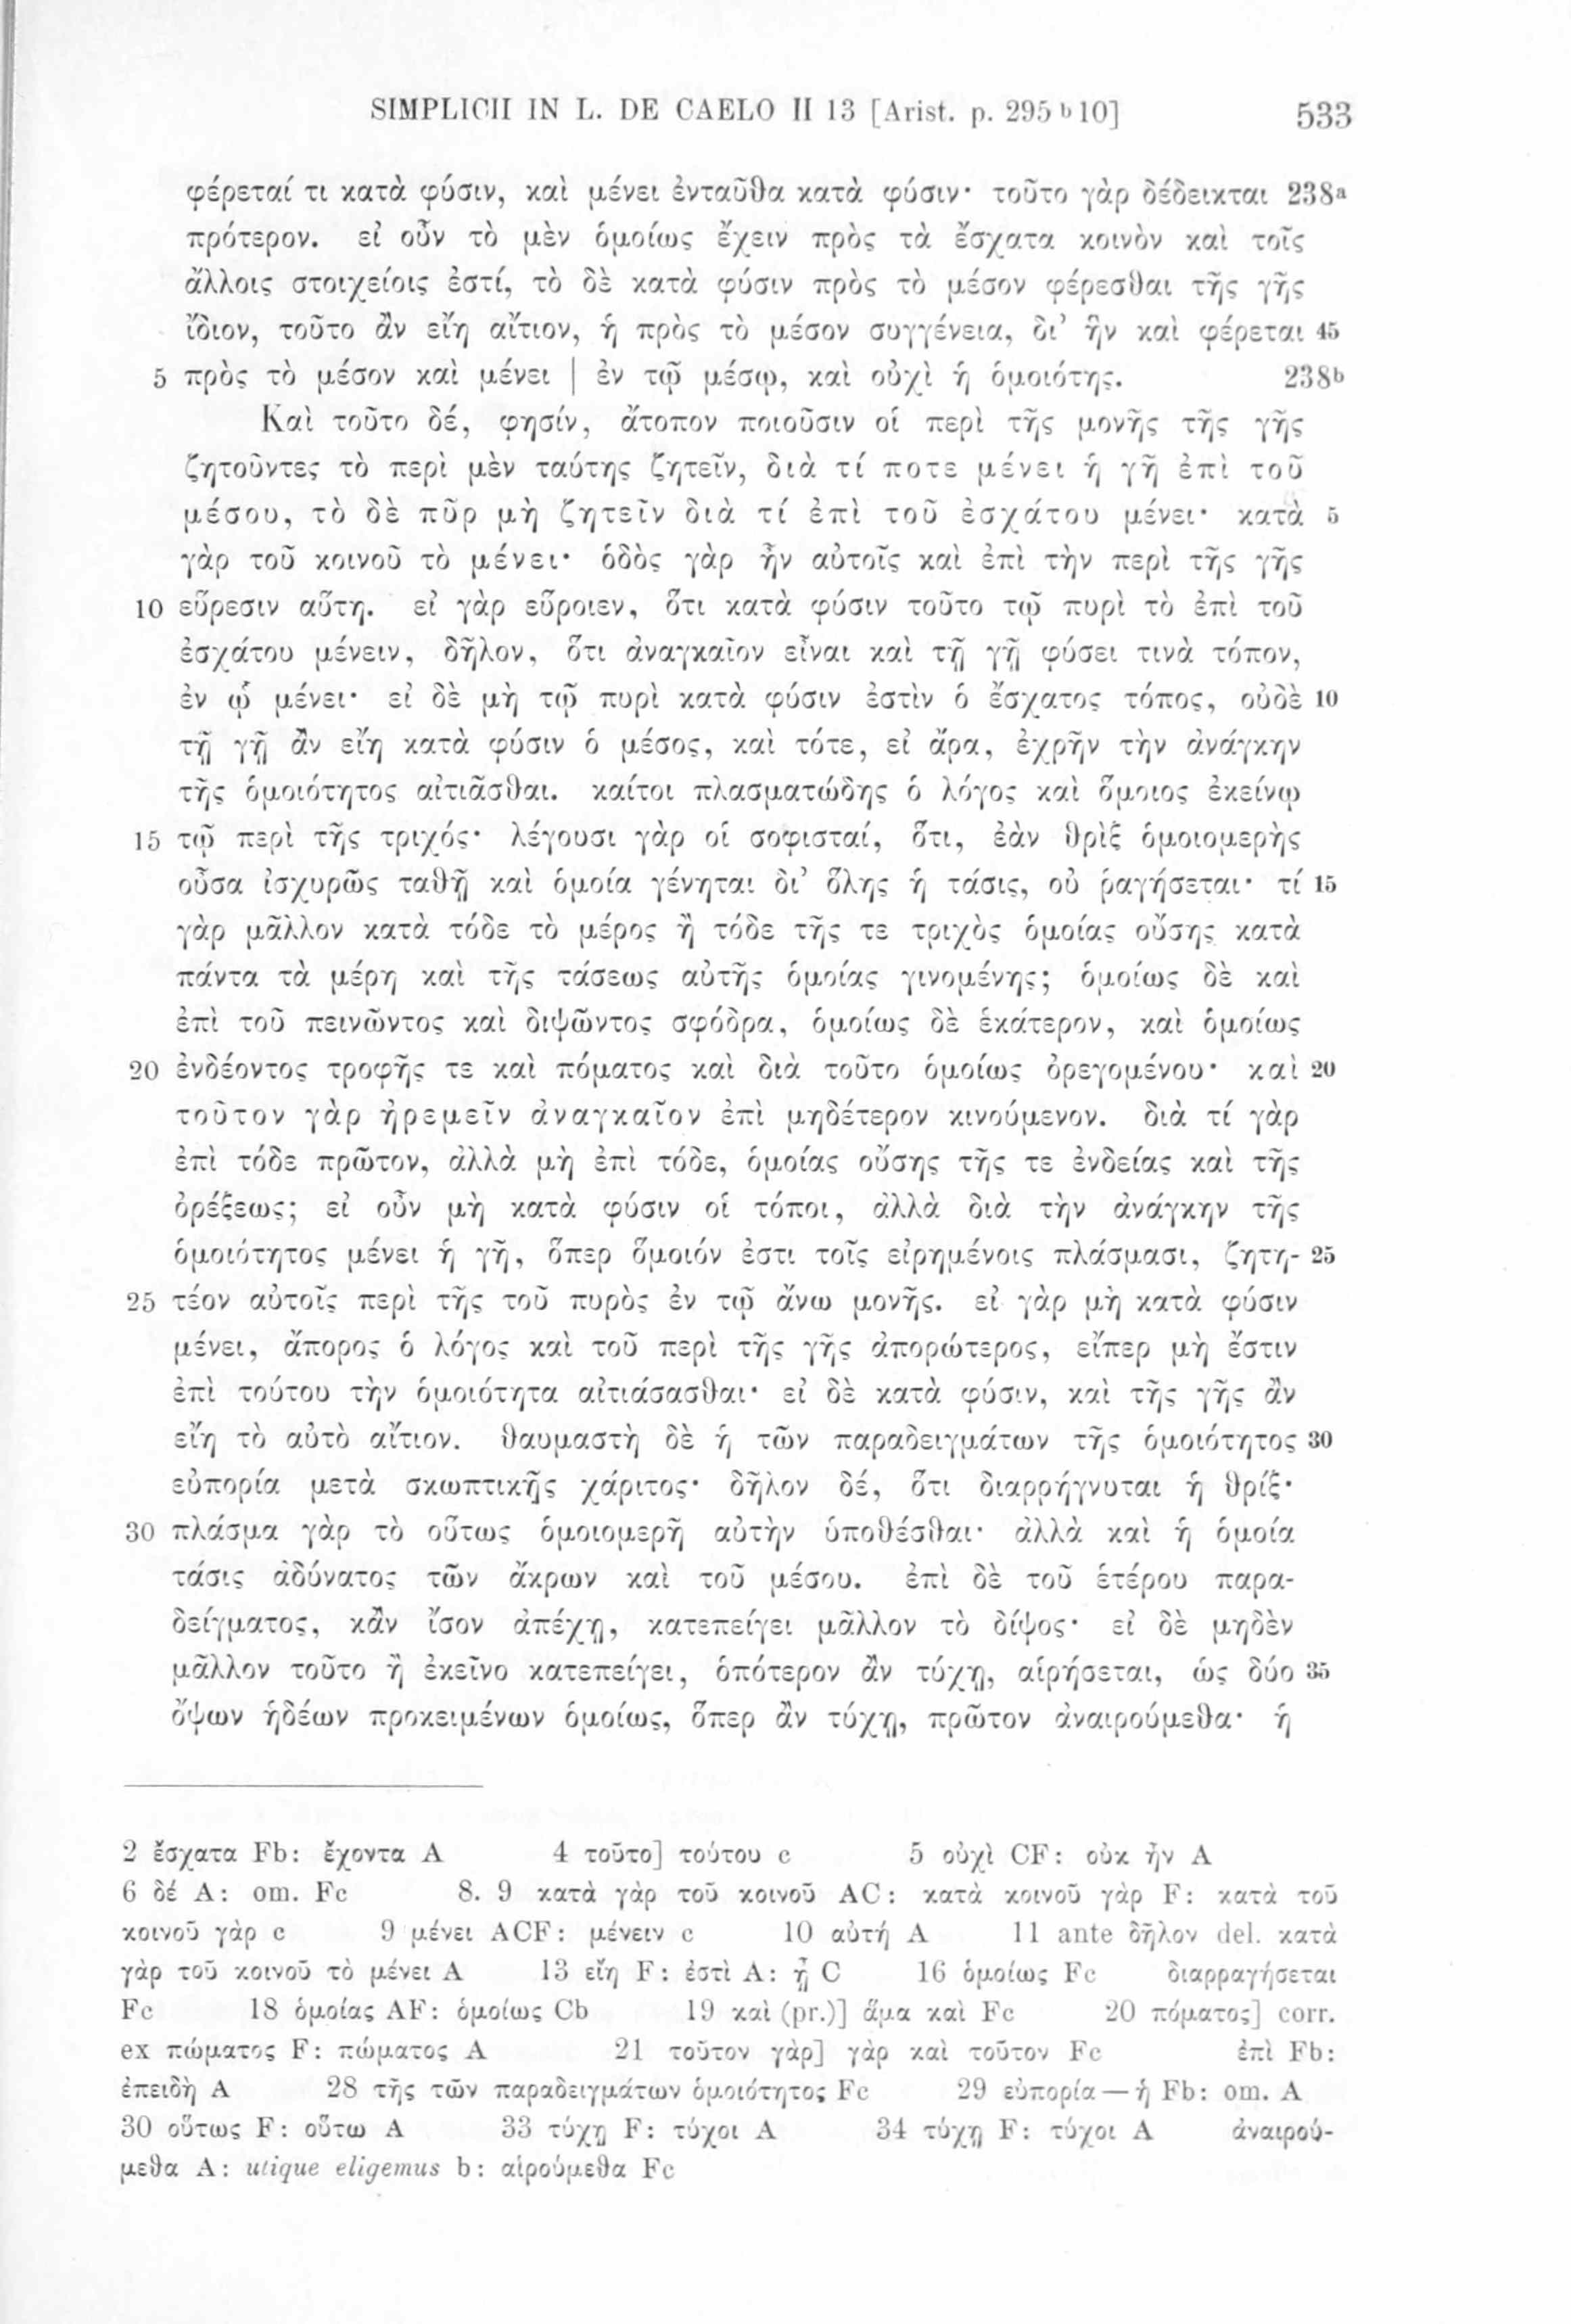 SIMPLICII IN L. DE CAELO II 13 [Arist. p. 295 b 10] 533
φέρεταί τι κατὰ φύσιν, καὶ μένει ἐνταῦθα κατὰ φύσιν· τοῦτο γὰρ δέδεικται 238a
πρότερον. εἰ οὖν τὸ μὲν ὁμοίως ἔχειν πρὸς τὰ ἔσχατα κοινὸν καὶ τοῖς
ἄλλοις στοιχείοις ἐστί, τὸ δὲ κατὰ φύσιν πρὸς τὸ μέσον φέρεσθαι τῆς γῆς
ἴδιον, τοῦτο ἂν εἴη αἴτιον, ἡ πρὸς τὸ μέσον συγγένεια, δι’ ἣν καὶ φέρεται 45
5 πρὸς τὸ μέσον καὶ μένει | ἐν τῷ μέσῳ, καὶ οὐχὶ ἡ ὁμοιότης. 238b
Καὶ τοῦτο δέ, φησίν, ἄτοπον ποιοῦσιν οἱ περὶ τῆς μονῆς τῆς γῆς
ζητοῦντες τὸ περὶ μὲν ταύτης ζητεῖν, διὰ τί ποτε μένει ἡ γῆ ἐπὶ τοῦ
μέσου, τὸ δὲ πῦρ μὴ ζητεῖν διὰ τί ἐπὶ τοῦ ἐσχάτου μένει· κατὰ 5
γὰρ τοῦ κοινοῦ τὸ μένει· ὁδὸς γὰρ ἦν αὐτοῖς καὶ ἐπὶ τὴν περὶ τῆς γῆς
10 εὕρεσιν αὕτη. εἰ γὰρ εὕροιεν, ὅτι κατὰ φύσιν τοῦτο τῷ πυρὶ τὸ ἐπὶ τοῦ
ἐσχάτου μένειν, δῆλον, ὅτι ἀναγκαῖον εἶναι καὶ τῇ γῇ φύσει τινὰ τόπον,
ἐν ᾧ μένει· εἰ δὲ μὴ τῷ πυρὶ κατὰ φύσιν ἐστὶν ὁ ἔσχατος τόπος, οὐδὲ 10
τῇ γῇ ἂν εἴη κατὰ φύσιν ὁ μέσος, καὶ τότε, εἰ ἄρα, ἐχρῆν τὴν ἀνάγκην
τῆς ὁμοιότητος αἰτιᾶσθαι. καίτοι πλασματώδης ὁ λόγος καὶ ὅμοιος ἐκείνῳ
15 τῷ περὶ τῆς τριχός· λέγουσι γὰρ οἱ σοφισταί, ὅτι, ἐὰν θρὶξ ὁμοιομερὴς
οὖσα ἰσχυρῶς ταθῇ καὶ ὁμοία γένηται δι’ ὅλης ἡ τάσις, οὐ ῥαγήσεται· τί 15
γὰρ μᾶλλον κατὰ τόδε τὸ μέρος ἢ τόδε τῆς τε τριχὸς ὁμοίας οὔσης κατὰ
πάντα τὰ μέρη καὶ τῆς τάσεως αὐτῆς ὁμοίας γινομένης; ὁμοίως δὲ καὶ
ἐπὶ τοῦ πεινῶντος καὶ διψῶντος σφόδρα, ὁμοίως δὲ ἑκάτερον, καὶ ὁμοίως
20 ἐνδέοντος τροφῆς τε καὶ πόματος καὶ διὰ τοῦτο ὁμοίως ὀρεγομένου· καὶ 20
τοῦτον γὰρ ἠρεμεῖν ἀναγκαῖον ἐπὶ μηδέτερον κινούμενον. διὰ τί γὰρ
ἐπὶ τόδε πρῶτον, ἀλλὰ μὴ ἐπὶ τόδε, ὁμοίας οὔσης τῆς τε ἐνδείας καὶ τῆς
ὀρέξεως; εἰ οὖν μὴ κατὰ φύσιν οἱ τόποι, ἀλλὰ διὰ τὴν ἀνάγκην τῆς
ὁμοιότητος μένει ἡ γῆ, ὅπερ ὅμοιόν ἐστι τοῖς εἰρημένοις πλάσμασι, ζητη- 25
25 τέον αὐτοῖς περὶ τῆς τοῦ πυρὸς ἐν τῷ ἄνω μονῆς. εἰ γὰρ μὴ κατὰ φύσιν
μένει, ἄπορος ὁ λόγος καὶ τοῦ περὶ τῆς γῆς ἀπορώτερος, εἴπερ μὴ ἔστιν
ἐπὶ τούτου τὴν ὁμοιότητα αἰτιάσασθαι· εἰ δὲ κατὰ φύσιν, καὶ τῆς γῆς ἂν
εἴη τὸ αὐτὸ αἴτιον. θαυμαστὴ δὲ ἡ τῶν παραδειγμάτων τῆς ὁμοιότητος 30
εὐπορία μετὰ σκωπτικῆς χάριτος· δῆλον δέ, ὅτι διαρρήγνυται ἡ θρίξ·
30 πλάσμα γὰρ τὸ οὕτως ὁμοιομερῆ αὐτὴν ὑποθέσθαι· ἀλλὰ καὶ ἡ ὁμοία
τάσις ἀδύνατος τῶν ἄκρων καὶ τοῦ μέσου. ἐπὶ δὲ τοῦ ἑτέρου παρα-
δείγματος, κἂν ἴσον ἀπέχῃ, κατεπείγει μᾶλλον τὸ δίψος· εἰ δὲ μηδὲν
μᾶλλον τοῦτο ἢ ἐκεῖνο κατεπείγει, ὁπότερον ἂν τύχῃ, αἱρήσεται, ὡς δύο 35
ὄψων ἡδέων προκειμένων ὁμοίως, ὅπερ ἂν τύχῃ, πρῶτον ἀναιρούμεθα· ἡ
2 ἔσχατα Fb: ἔχοντα A 4 τοῦτο] τούτου c 5 οὐχὶ CF: οὐκ ἦν A
6 δέ A: om. Fc 8. 9 κατὰ γὰρ τοῦ κοινοῦ AC: κατὰ κοινοῦ γὰρ F: κατὰ τοῦ
κοινοῦ γὰρ c 9 μένει ACF: μένειν c 10 αὐτή A 11 ante δῆλον del. κατὰ
γὰρ τοῦ κοινοῦ τὸ μένει A 13 εἴη F: ἐστὶ A: ᾖ C 16 ὁμοίως Fc διαρραγήσεται
Fc 18 ὁμοίας AF: ὁμοίως Cb 19 καὶ (pr.)] ἅμα καὶ Fc 20 πόματος] corr.
ex πώματος F: πώματος A 21 τοῦτον γὰρ] γὰρ καὶ τοῦτον Fc ἐπὶ Fb:
ἐπειδὴ A 28 τῆς τῶν παραδειγμάτων ὁμοιότητος Fc 29 εὐπορία — ἡ Fb: om. A
30 οὕτως F: οὕτω A 33 τύχῃ F: τύχοι A 34 τύχῃ F: τύχοι A ἀναιρού-
μεθα A: utique eligemus b: αἱρούμεθα Fc